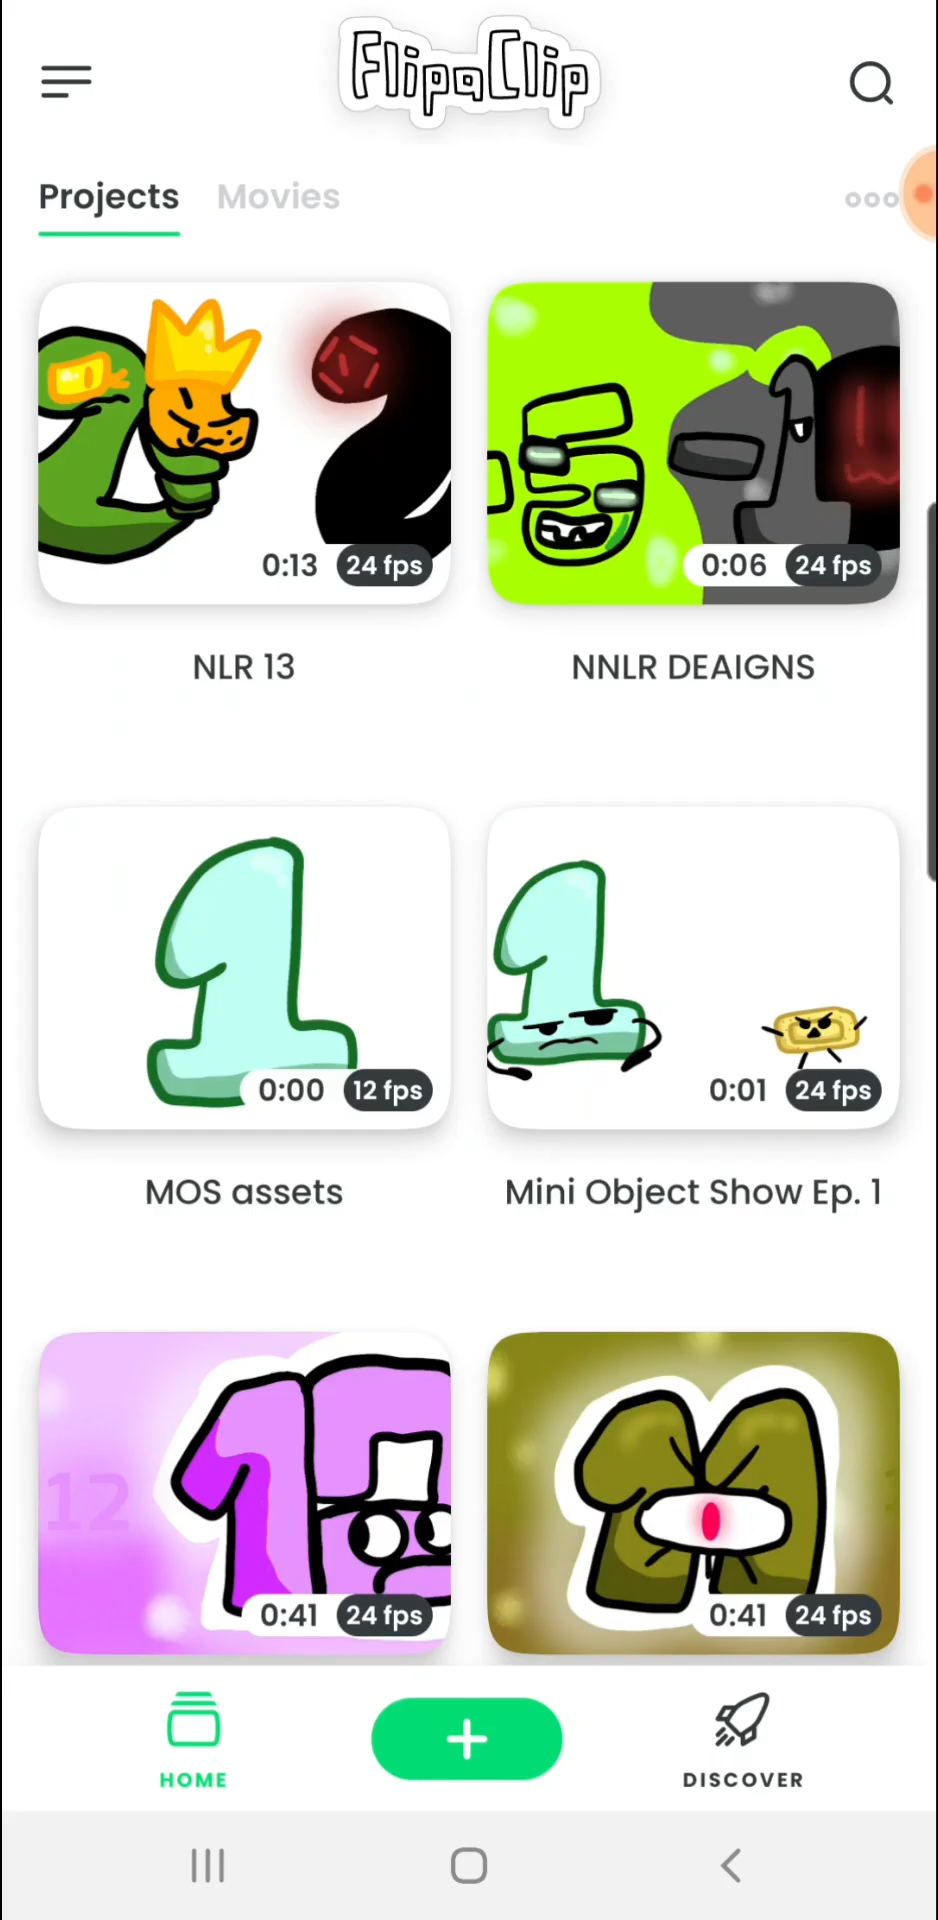 FlipaClip
Projects Movies
0:13 24 fps
0:06 24 fps
NLR 13
NNLR DEAIGNS
0:00 12 fps
0:01 24 fps
MOS assets
Mini Object Show Ep. 1
12
0:41 24 fps
0:41 24 fps
HOME
DISCOVER